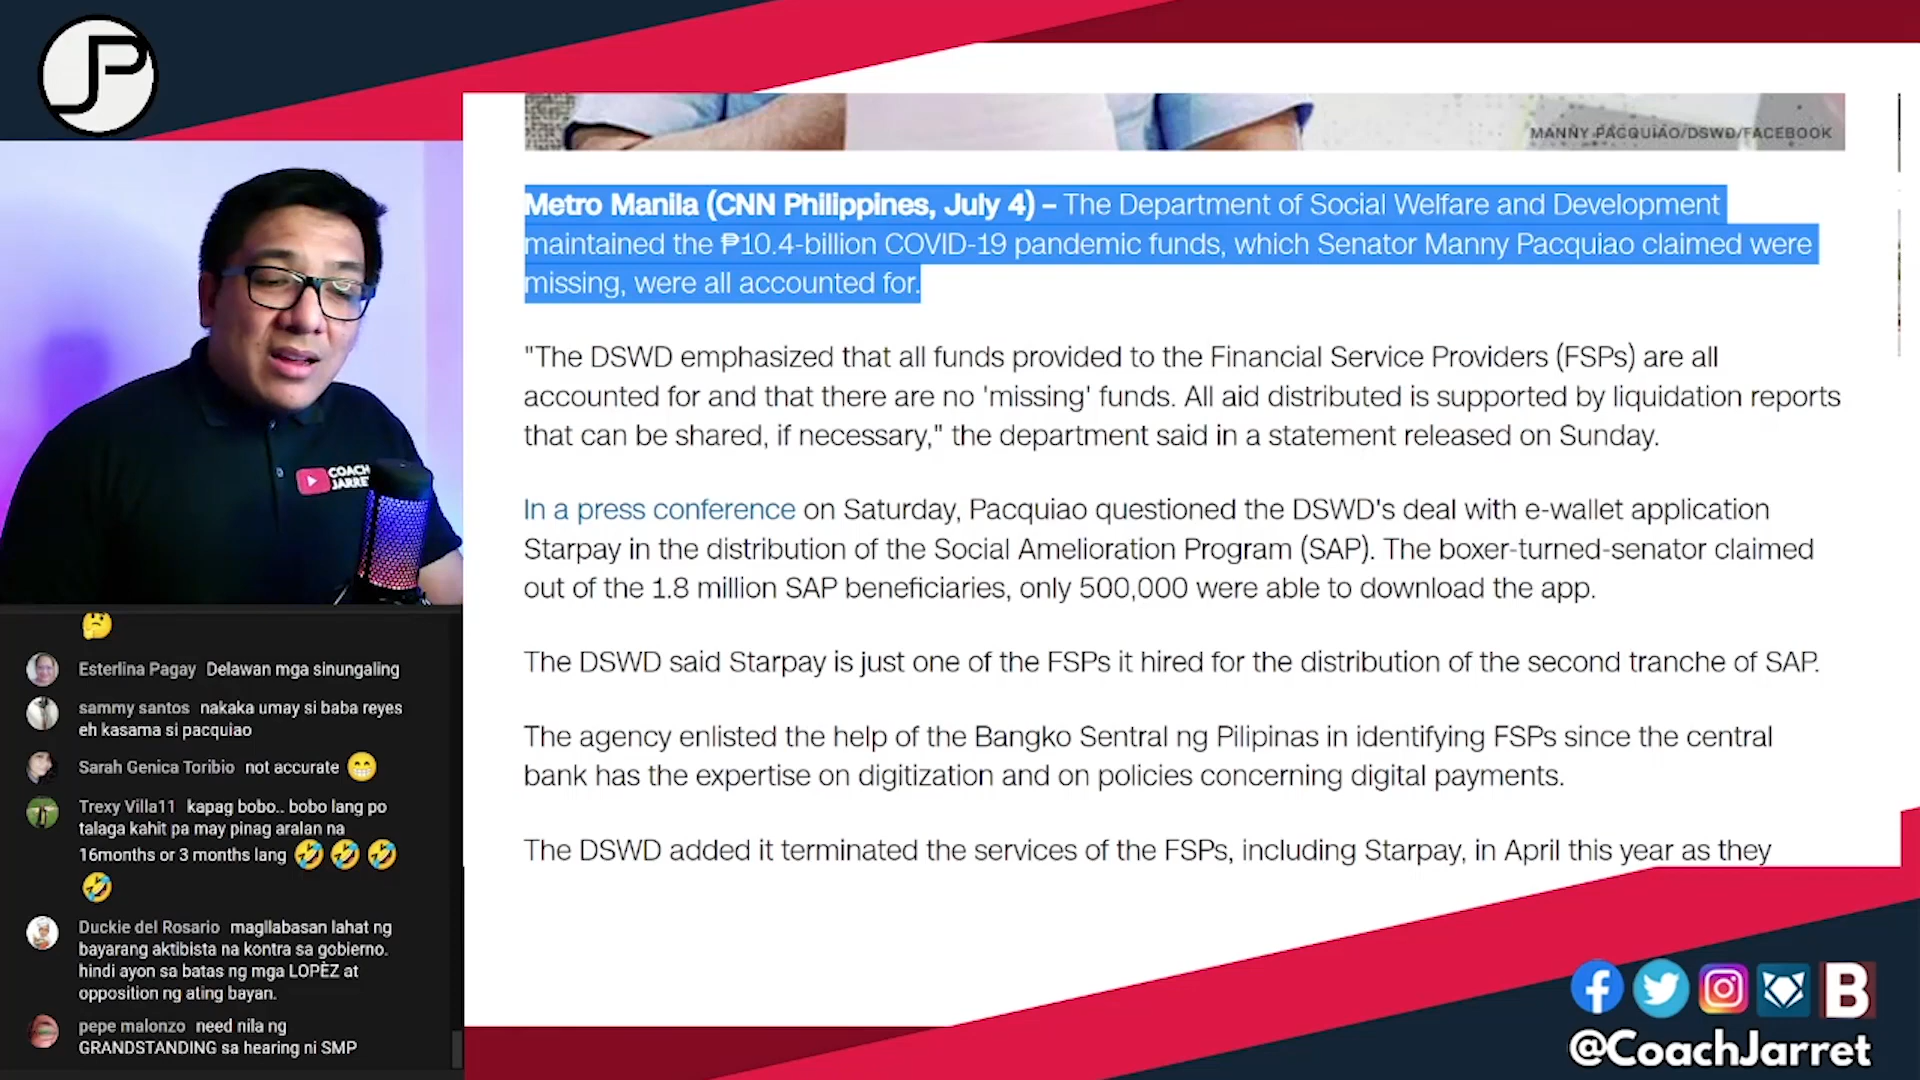 JP
MANNY PACQUIAO/DSWD/FACEBOOK
Metro Manila (CNN Philippines, July 4) – The Department of Social Welfare and Development
maintained the ₱10.4-billion COVID-19 pandemic funds, which Senator Manny Pacquiao claimed were
missing, were all accounted for.
"The DSWD emphasized that all funds provided to the Financial Service Providers (FSPs) are all
accounted for and that there are no 'missing' funds. All aid distributed is supported by liquidation reports
that can be shared, if necessary," the department said in a statement released on Sunday.
In a press conference on Saturday, Pacquiao questioned the DSWD's deal with e-wallet application
Starpay in the distribution of the Social Amelioration Program (SAP). The boxer-turned-senator claimed
out of the 1.8 million SAP beneficiaries, only 500,000 were able to download the app.
The DSWD said Starpay is just one of the FSPs it hired for the distribution of the second tranche of SAP.
The agency enlisted the help of the Bangko Sentral ng Pilipinas in identifying FSPs since the central
bank has the expertise on digitization and on policies concerning digital payments.
The DSWD added it terminated the services of the FSPs, including Starpay, in April this year as they
COACH
JARRET
🤔
Esterlina Pagay Delawan mga sinungaling
sammy santos nakaka umay si baba reyes
eh kasama si pacquiao
Sarah Genica Toribio not accurate 😁
Trexy Villa11 kapag bobo.. bobo lang po
talaga kahit pa may pinag aralan na
16months or 3 months lang 🤣 🤣 🤣
🤣
Duckie del Rosario magllabasan lahat ng
bayarang aktibista na kontra sa gobierno.
hindi ayon sa batas ng mga LOPÈZ at
opposition ng ating bayan.
pepe malonzo need nila ng
GRANDSTANDING sa hearing ni SMP
B
@CoachJarret